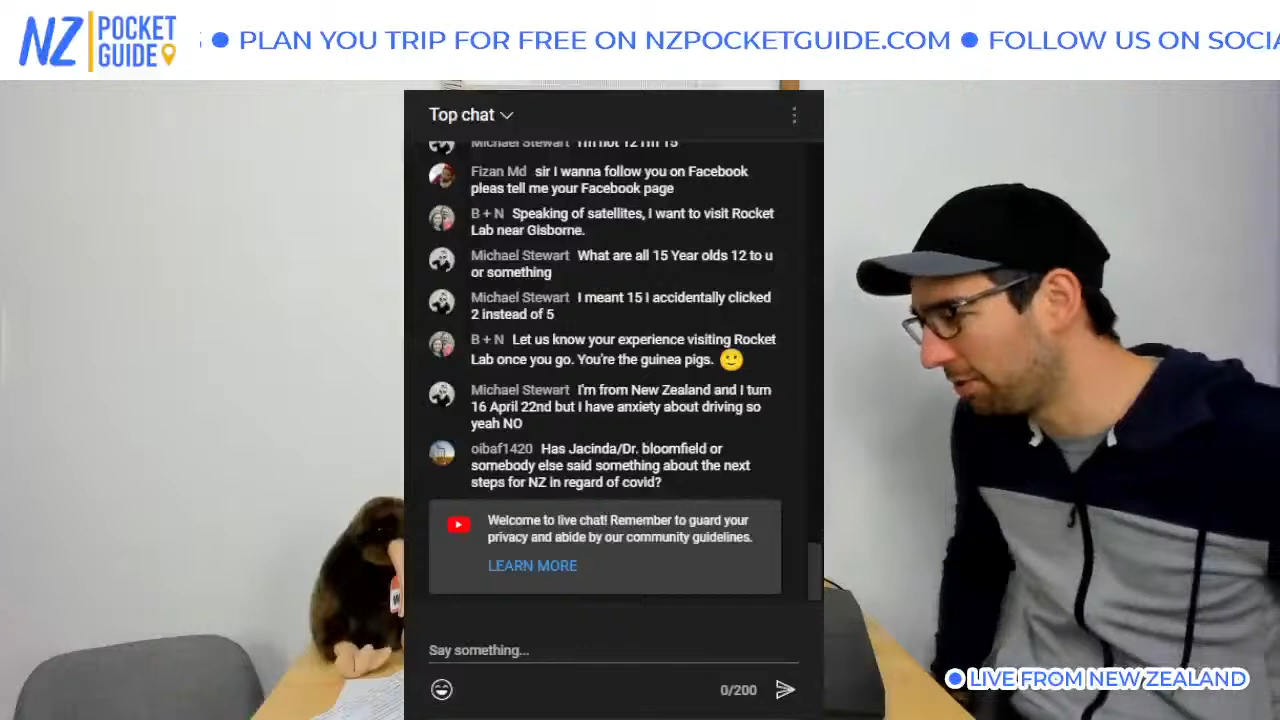 NZ POCKET GUIDE
● PLAN YOU TRIP FOR FREE ON NZPOCKETGUIDE.COM ● FOLLOW US ON
Top chat
Michael Stewart I'm not 12 I'm 15
Fizan Md sir I wanna follow you on Facebook
pleas tell me your Facebook page
B + N Speaking of satellites, I want to visit Rocket
Lab near Gisborne.
Michael Stewart What are all 15 Year olds 12 to u
or something
Michael Stewart I meant 15 I accidentally clicked
2 instead of 5
B + N Let us know your experience visiting Rocket
Lab once you go. You're the guinea pigs. 🙂
Michael Stewart I'm from New Zealand and I turn
16 April 22nd but I have anxiety about driving so
yeah NO
oibaf1420 Has Jacinda/Dr. bloomfield or
somebody else said something about the next
steps for NZ in regard of covid?
Welcome to live chat! Remember to guard your
privacy and abide by our community guidelines.
LEARN MORE
Say something...
0/200
● LIVE FROM NEW ZEALAND